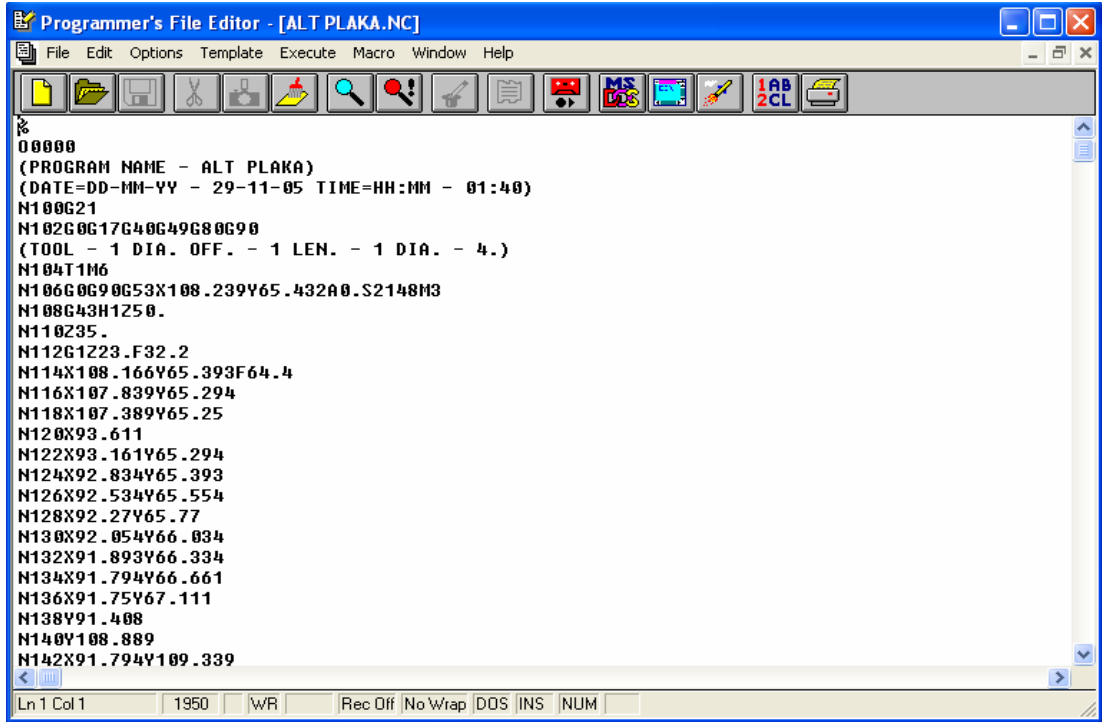 Programmer's File Editor - [ALT PLAKA.NC]
File Edit Options Template Execute Macro Window Help
MS DOS 1AB 2CL
%
O0000
(PROGRAM NAME - ALT PLAKA)
(DATE=DD-MM-YY - 29-11-05 TIME=HH:MM - 01:40)
N100G21
N102G0G17G40G49G80G90
(TOOL - 1 DIA. OFF. - 1 LEN. - 1 DIA. - 4.)
N104T1M6
N106G0G90G53X108.239Y65.432A0.S2148M3
N108G43H1Z50.
N110Z35.
N112G1Z23.F32.2
N114X108.166Y65.393F64.4
N116X107.839Y65.294
N118X107.389Y65.25
N120X93.611
N122X93.161Y65.294
N124X92.834Y65.393
N126X92.534Y65.554
N128X92.27Y65.77
N130X92.054Y66.034
N132X91.893Y66.334
N134X91.794Y66.661
N136X91.75Y67.111
N138Y91.408
N140Y108.889
N142X91.794Y109.339
Ln 1 Col 1 1950 WR Rec Off No Wrap DOS INS NUM